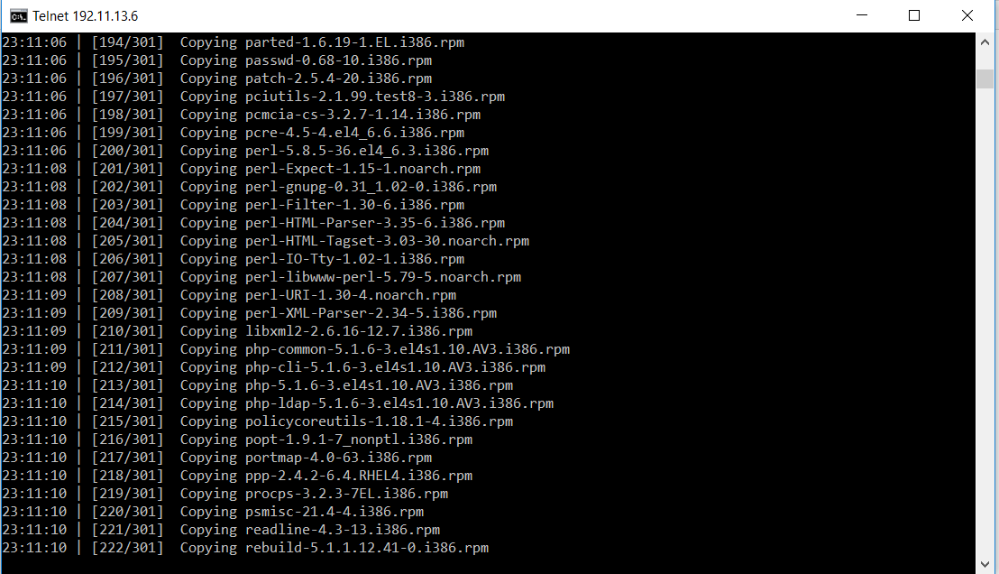 Telnet 192.11.13.6
23:11:06 | [194/301]  Copying parted-1.6.19-1.EL.i386.rpm
23:11:06 | [195/301]  Copying passwd-0.68-10.i386.rpm
23:11:06 | [196/301]  Copying patch-2.5.4-20.i386.rpm
23:11:06 | [197/301]  Copying pciutils-2.1.99.test8-3.i386.rpm
23:11:06 | [198/301]  Copying pcmcia-cs-3.2.7-1.14.i386.rpm
23:11:06 | [199/301]  Copying pcre-4.5-4.el4_6.6.i386.rpm
23:11:06 | [200/301]  Copying perl-5.8.5-36.el4_6.3.i386.rpm
23:11:08 | [201/301]  Copying perl-Expect-1.15-1.noarch.rpm
23:11:08 | [202/301]  Copying perl-gnupg-0.31_1.02-0.i386.rpm
23:11:08 | [203/301]  Copying perl-Filter-1.30-6.i386.rpm
23:11:08 | [204/301]  Copying perl-HTML-Parser-3.35-6.i386.rpm
23:11:08 | [205/301]  Copying perl-HTML-Tagset-3.03-30.noarch.rpm
23:11:08 | [206/301]  Copying perl-IO-Tty-1.02-1.i386.rpm
23:11:08 | [207/301]  Copying perl-libwww-perl-5.79-5.noarch.rpm
23:11:09 | [208/301]  Copying perl-URI-1.30-4.noarch.rpm
23:11:09 | [209/301]  Copying perl-XML-Parser-2.34-5.i386.rpm
23:11:09 | [210/301]  Copying libxml2-2.6.16-12.7.i386.rpm
23:11:09 | [211/301]  Copying php-common-5.1.6-3.el4s1.10.AV3.i386.rpm
23:11:09 | [212/301]  Copying php-cli-5.1.6-3.el4s1.10.AV3.i386.rpm
23:11:10 | [213/301]  Copying php-5.1.6-3.el4s1.10.AV3.i386.rpm
23:11:10 | [214/301]  Copying php-ldap-5.1.6-3.el4s1.10.AV3.i386.rpm
23:11:10 | [215/301]  Copying policycoreutils-1.18.1-4.i386.rpm
23:11:10 | [216/301]  Copying popt-1.9.1-7_nonptl.i386.rpm
23:11:10 | [217/301]  Copying portmap-4.0-63.i386.rpm
23:11:10 | [218/301]  Copying ppp-2.4.2-6.4.RHEL4.i386.rpm
23:11:10 | [219/301]  Copying procps-3.2.3-7EL.i386.rpm
23:11:10 | [220/301]  Copying psmisc-21.4-4.i386.rpm
23:11:10 | [221/301]  Copying readline-4.3-13.i386.rpm
23:11:10 | [222/301]  Copying rebuild-5.1.1.12.41-0.i386.rpm